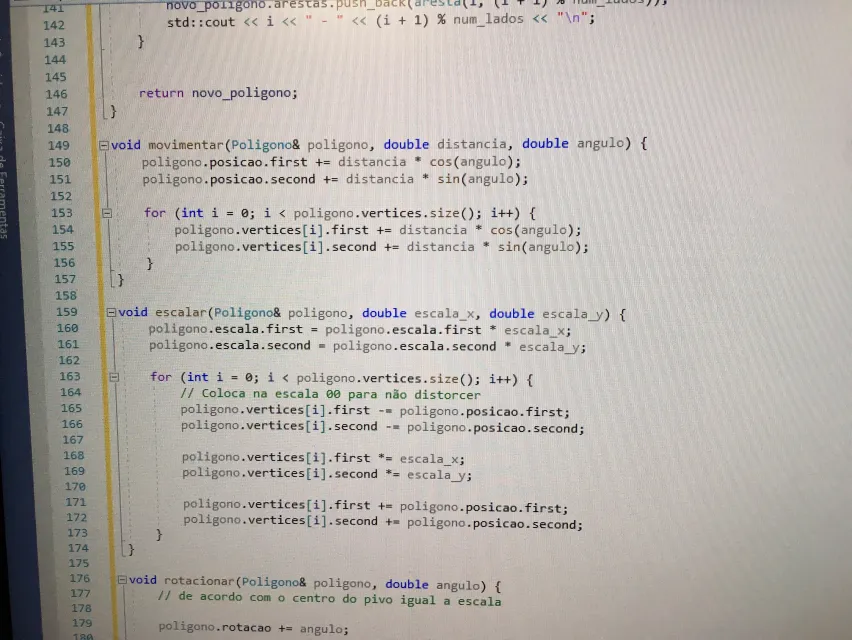 141 novo_poligono.arestas.push_back(aresta(i, (i + 1) % num_lados));
142 std::cout << i << " - " << (i + 1) % num_lados << "\n";
143 }
144
145
146 return novo_poligono;
147 }
148
149 void movimentar(Poligono& poligono, double distancia, double angulo) {
150 poligono.posicao.first += distancia * cos(angulo);
151 poligono.posicao.second += distancia * sin(angulo);
152
153 for (int i = 0; i < poligono.vertices.size(); i++) {
154 poligono.vertices[i].first += distancia * cos(angulo);
155 poligono.vertices[i].second += distancia * sin(angulo);
156 }
157 }
158
159 void escalar(Poligono& poligono, double escala_x, double escala_y) {
160 poligono.escala.first = poligono.escala.first * escala_x;
161 poligono.escala.second = poligono.escala.second * escala_y;
162
163 for (int i = 0; i < poligono.vertices.size(); i++) {
164 // Coloca na escala 00 para não distorcer
165 poligono.vertices[i].first -= poligono.posicao.first;
166 poligono.vertices[i].second -= poligono.posicao.second;
167
168 poligono.vertices[i].first *= escala_x;
169 poligono.vertices[i].second *= escala_y;
170
171 poligono.vertices[i].first += poligono.posicao.first;
172 poligono.vertices[i].second += poligono.posicao.second;
173 }
174 }
175
176 void rotacionar(Poligono& poligono, double angulo) {
177 // de acordo com o centro do pivo igual a escala
178
179 poligono.rotacao += angulo;
180
Caixa de Ferramentas